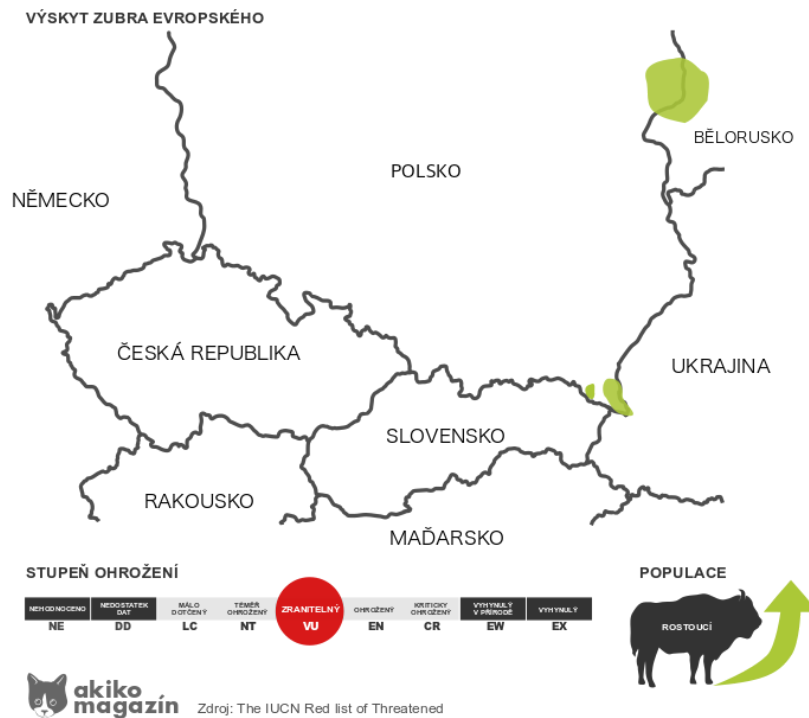 VÝSKYT ZUBRA EVROPSKÉHO
BĚLORUSKO
POLSKO
NĚMECKO
ČESKÁ REPUBLIKA
UKRAJINA
SLOVENSKO
RAKOUSKO
MAĎARSKO
STUPEŇ OHROŽENÍ
NEHODNOCENO
NE
NEDOSTATEK
DAT
DD
MÁLO
DOTČENÝ
LC
TÉMĚŘ
OHROŽENÝ
NT
ZRANITELNÝ
VU
OHROŽENÝ
EN
KRITICKY
OHROŽENÝ
CR
VYHYNULÝ
V PŘÍRODĚ
EW
VYHYNULÝ
EX
POPULACE
ROSTOUCÍ
akiko
magazín
Zdroj: The IUCN Red list of Threatened